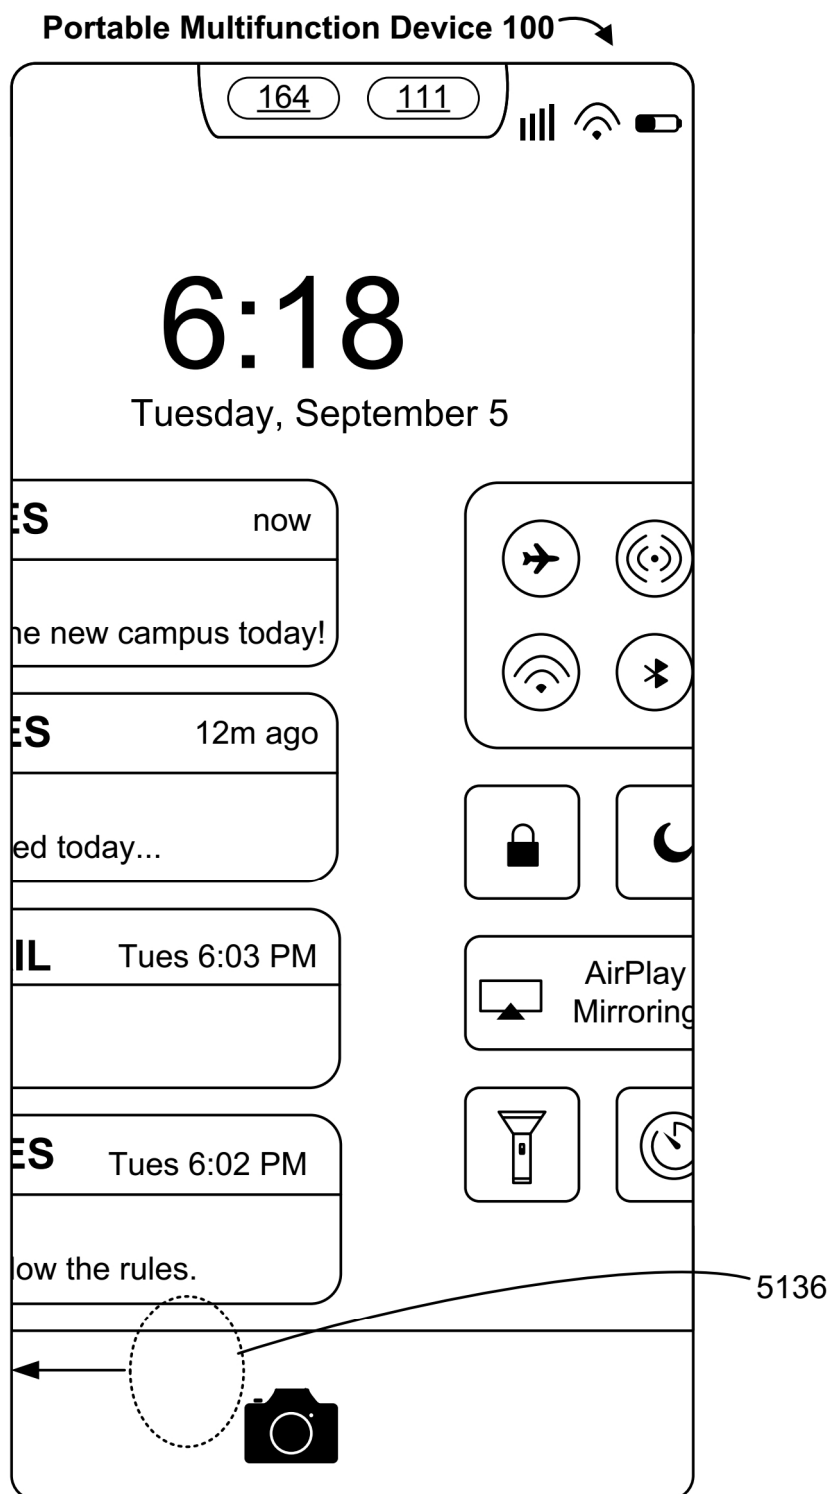 Portable Multifunction Device 100
164 111
6:18
Tuesday, September 5
ES now
he new campus today!
ES 12m ago
ed today...
IL Tues 6:03 PM
ES Tues 6:02 PM
low the rules.
AirPlay
Mirroring
5136